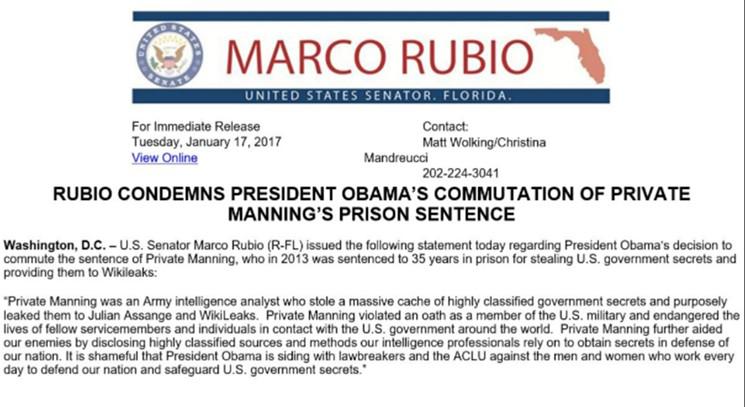 UNITED STATES
SENATE
MARCO RUBIO
UNITED STATES SENATOR. FLORIDA.
For Immediate Release
Tuesday, January 17, 2017
View Online
Contact:
Matt Wolking/Christina
Mandreucci
202-224-3041
RUBIO CONDEMNS PRESIDENT OBAMA'S COMMUTATION OF PRIVATE
MANNING'S PRISON SENTENCE
Washington, D.C. – U.S. Senator Marco Rubio (R-FL) issued the following statement today regarding President Obama's decision to
commute the sentence of Private Manning, who in 2013 was sentenced to 35 years in prison for stealing U.S. government secrets and
providing them to Wikileaks:
"Private Manning was an Army intelligence analyst who stole a massive cache of highly classified government secrets and purposely
leaked them to Julian Assange and WikiLeaks. Private Manning violated an oath as a member of the U.S. military and endangered the
lives of fellow servicemembers and individuals in contact with the U.S. government around the world. Private Manning further aided
our enemies by disclosing highly classified sources and methods our intelligence professionals rely on to obtain secrets in defense of
our nation. It is shameful that President Obama is siding with lawbreakers and the ACLU against the men and women who work every
day to defend our nation and safeguard U.S. government secrets."